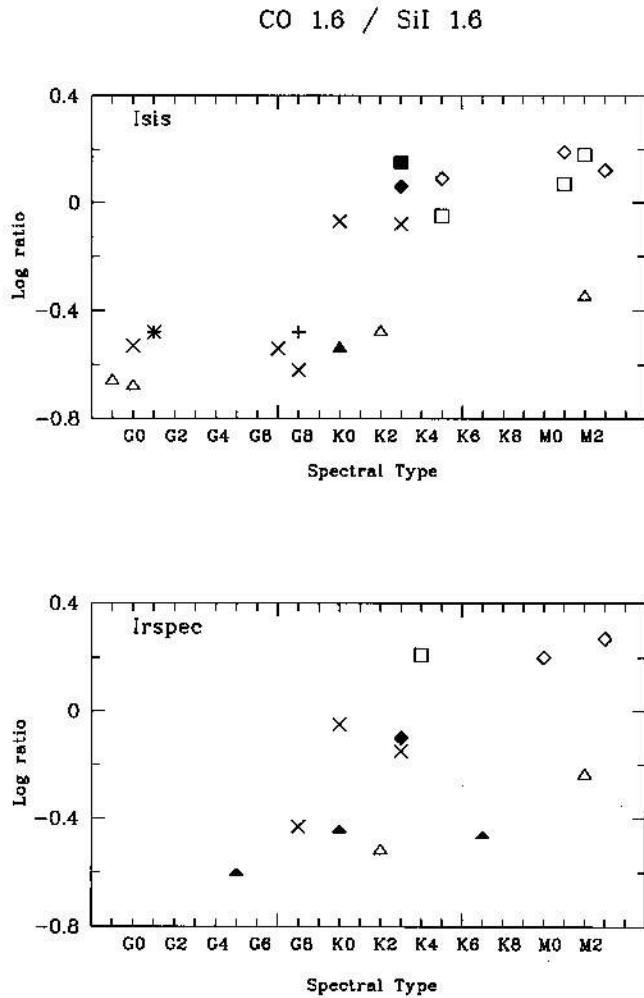 CO 1.6 / SiI 1.6
Isis
0.4
0
-0.4
-0.8
Log ratio
G0 G2 G4 G6 G8 K0 K2 K4 K6 K8 M0 M2
Spectral Type
Irspec
0.4
0
-0.4
-0.8
Log ratio
G0 G2 G4 G6 G8 K0 K2 K4 K6 K8 M0 M2
Spectral Type